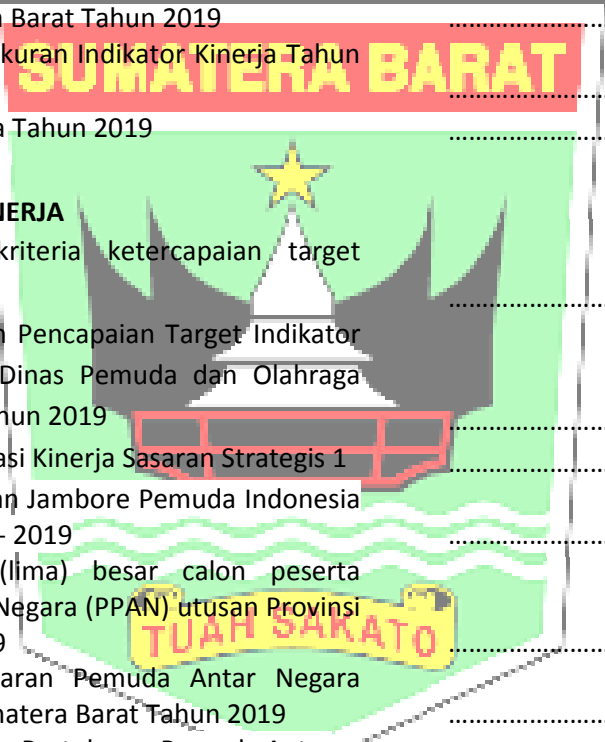 Barat Tahun 2019 ........................
SUMATERA BARAT
kuran Indikator Kinerja Tahun
........................
Tahun 2019 ........................
NERJA
kriteria ketercapaian target
........................
Pencapaian Target Indikator
Dinas Pemuda dan Olahraga
hun 2019 ........................
asi Kinerja Sasaran Strategis 1 ........................
an Jambore Pemuda Indonesia
- 2019 ........................
(lima) besar calon peserta
Negara (PPAN) utusan Provinsi
9 ........................
TUAH SAKATO
aran Pemuda Antar Negara
matera Barat Tahun 2019 ........................